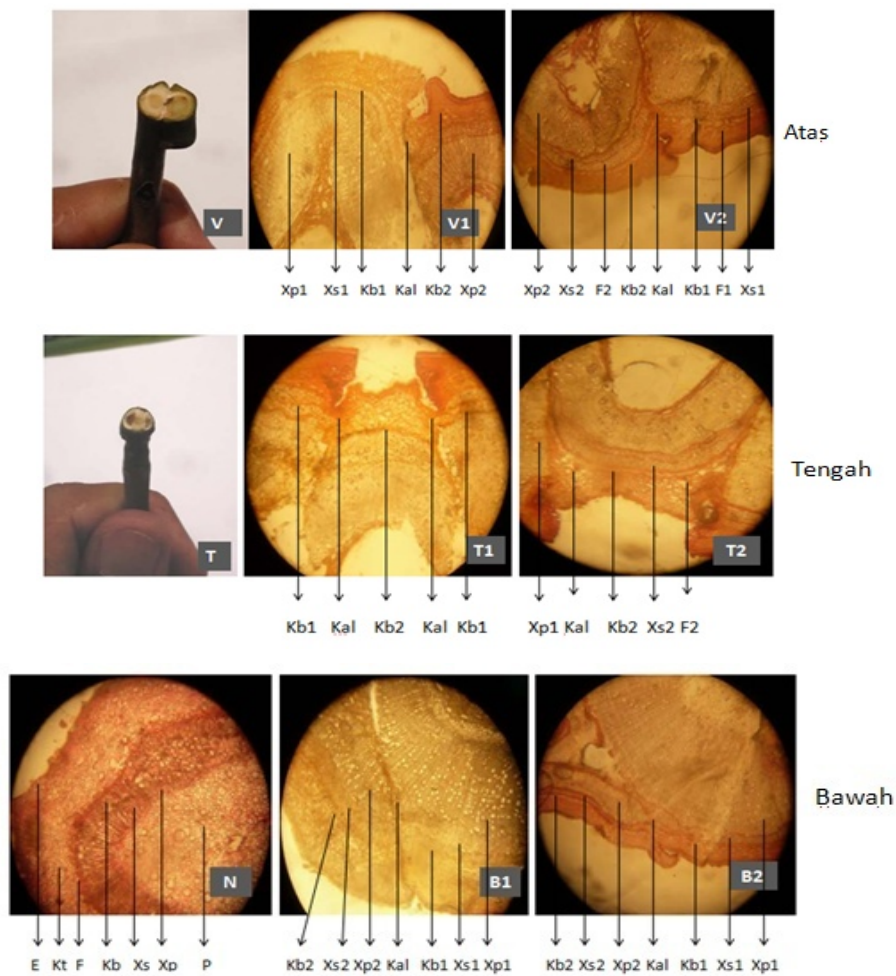 Atas
V V1 V2
Xp1 Xs1 Kb1 Kal Kb2 Xp2 Xp2 Xs2 F2 Kb2 Kal Kb1 F1 Xs1
Tengah
T T1 T2
Kb1 Kal Kb2 Kal Kb1 Xp1 Kal Kb2 Xs2 F2
Bawah
N B1 B2
E Kt F Kb Xs Xp P Kb2 Xs2 Xp2 Kal Kb1 Xs1 Xp1 Kb2 Xs2 Xp2 Kal Kb1 Xs1 Xp1